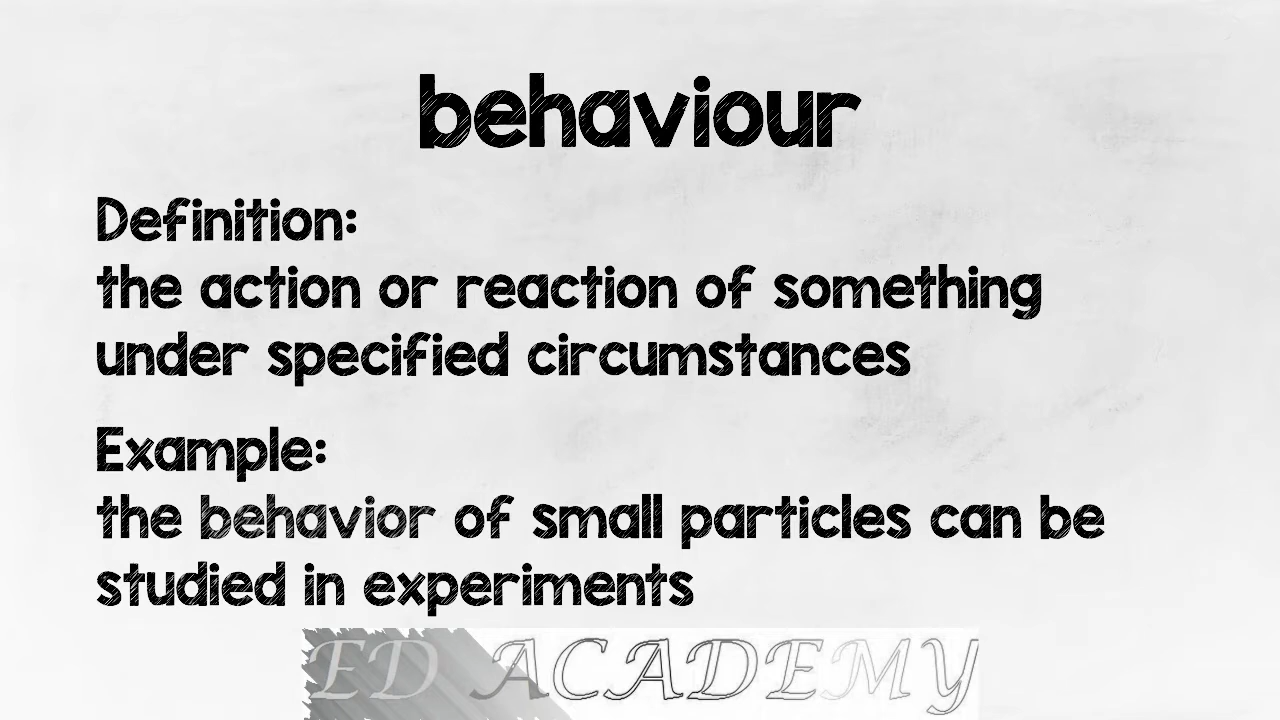 behaviour
Definition:
the action or reaction of something
under specified circumstances
Example:
the behavior of small particles can be
studied in experiments
ED ACADEMY